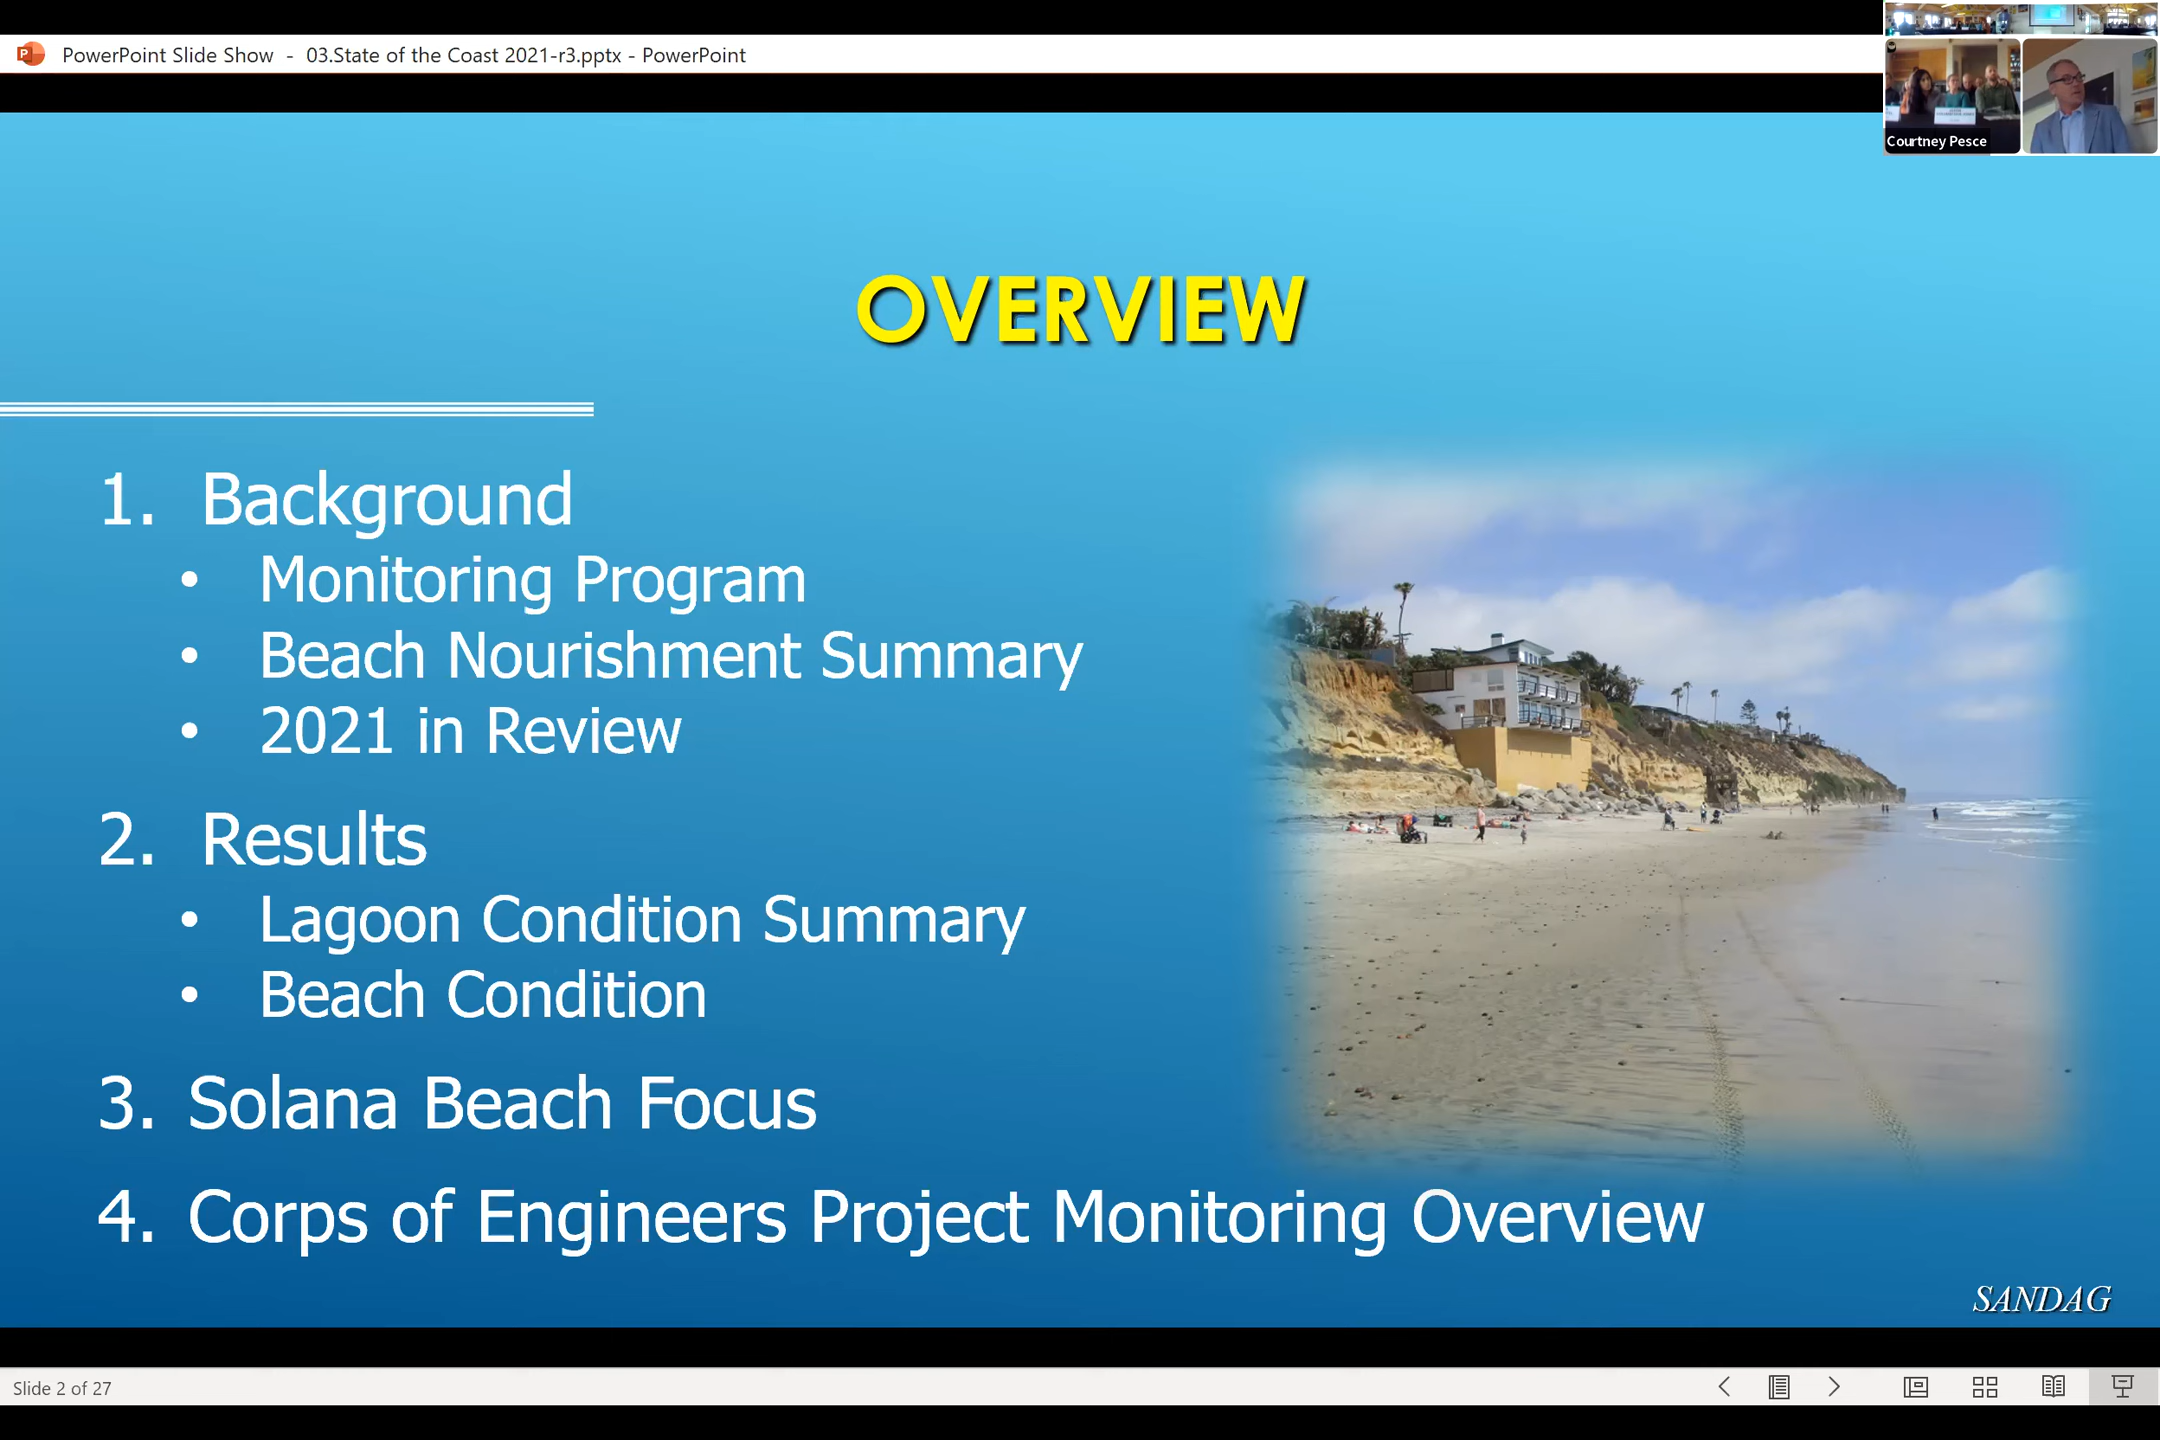 PowerPoint Slide Show - 03.State of the Coast 2021-r3.pptx - PowerPoint
Courtney Pesce
OVERVIEW
1. Background
• Monitoring Program
• Beach Nourishment Summary
• 2021 in Review
2. Results
• Lagoon Condition Summary
• Beach Condition
3. Solana Beach Focus
4. Corps of Engineers Project Monitoring Overview
SANDAG
Slide 2 of 27